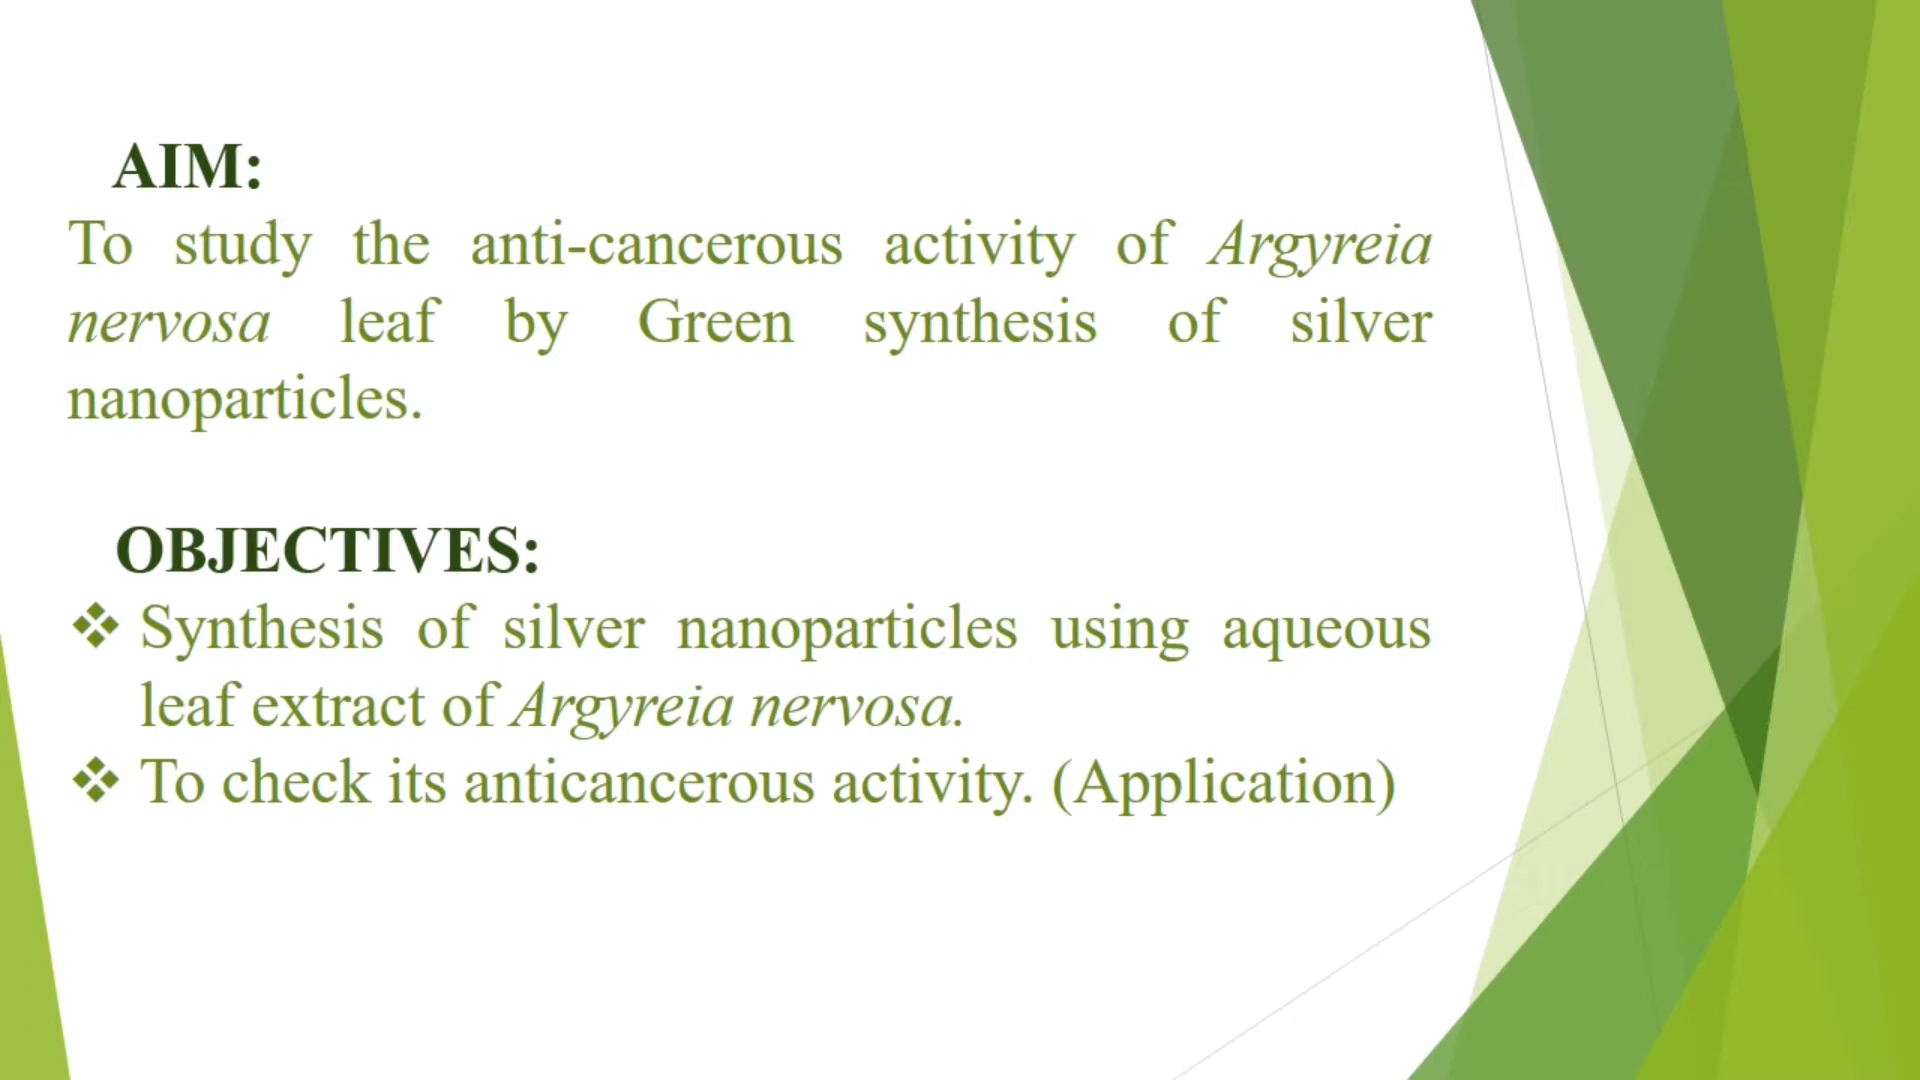 AIM:
To study the anti-cancerous activity of Argyreia
nervosa leaf by Green synthesis of silver
nanoparticles.
OBJECTIVES:
❖ Synthesis of silver nanoparticles using aqueous
leaf extract of Argyreia nervosa.
❖ To check its anticancerous activity. (Application)